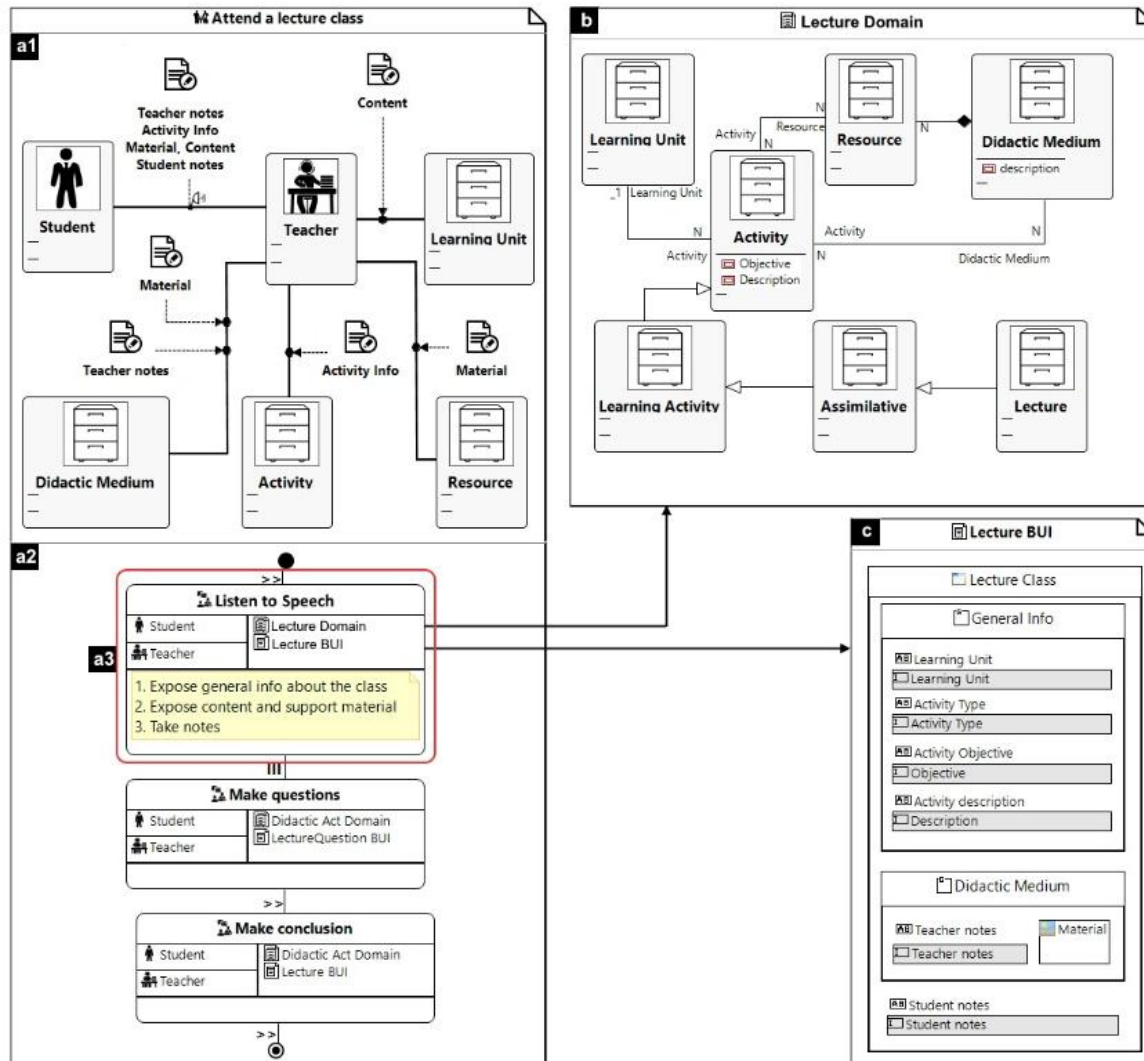 Attend a lecture class
a1
Teacher notes
Activity Info
Material, Content
Student notes
Content
Student
Teacher
Learning Unit
Material
Teacher notes
Activity Info
Material
Didactic Medium
Activity
Resource
b
Lecture Domain
Learning Unit
Resource
Didactic Medium
description
N
Resource
Activity
N
N
_1 Learning Unit
N
Activity
Activity
Objective
Description
Activity
N
N
Didactic Medium
Learning Activity
Assimilative
Lecture
a2
>>
Listen to Speech
Student
Teacher
Lecture Domain
Lecture BUI
a3
1. Expose general info about the class
2. Expose content and support material
3. Take notes
III
Make questions
Student
Teacher
Didactic Act Domain
LectureQuestion BUI
>>
Make conclusion
Student
Teacher
Didactic Act Domain
Lecture BUI
>>
c
Lecture BUI
Lecture Class
General Info
Learning Unit
Learning Unit
Activity Type
Activity Type
Activity Objective
Objective
Activity description
Description
Didactic Medium
Teacher notes
Teacher notes
Material
Student notes
Student notes